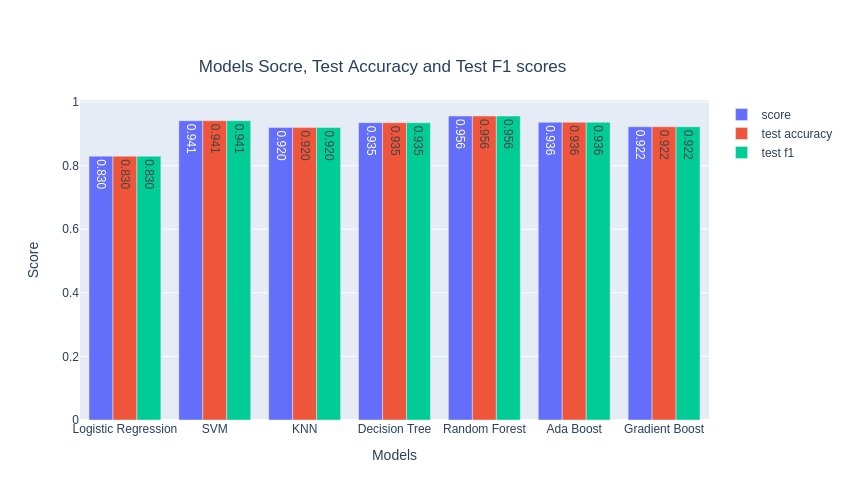 Models Socre, Test Accuracy and Test F1 scores
score
test accuracy
test f1
Score
1
0.8
0.6
0.4
0.2
0
0.830 0.830 0.830
0.941 0.941 0.941
0.920 0.920 0.920
0.935 0.935 0.935
0.956 0.956 0.956
0.936 0.936 0.936
0.922 0.922 0.922
Logistic Regression SVM KNN Decision Tree Random Forest Ada Boost Gradient Boost
Models